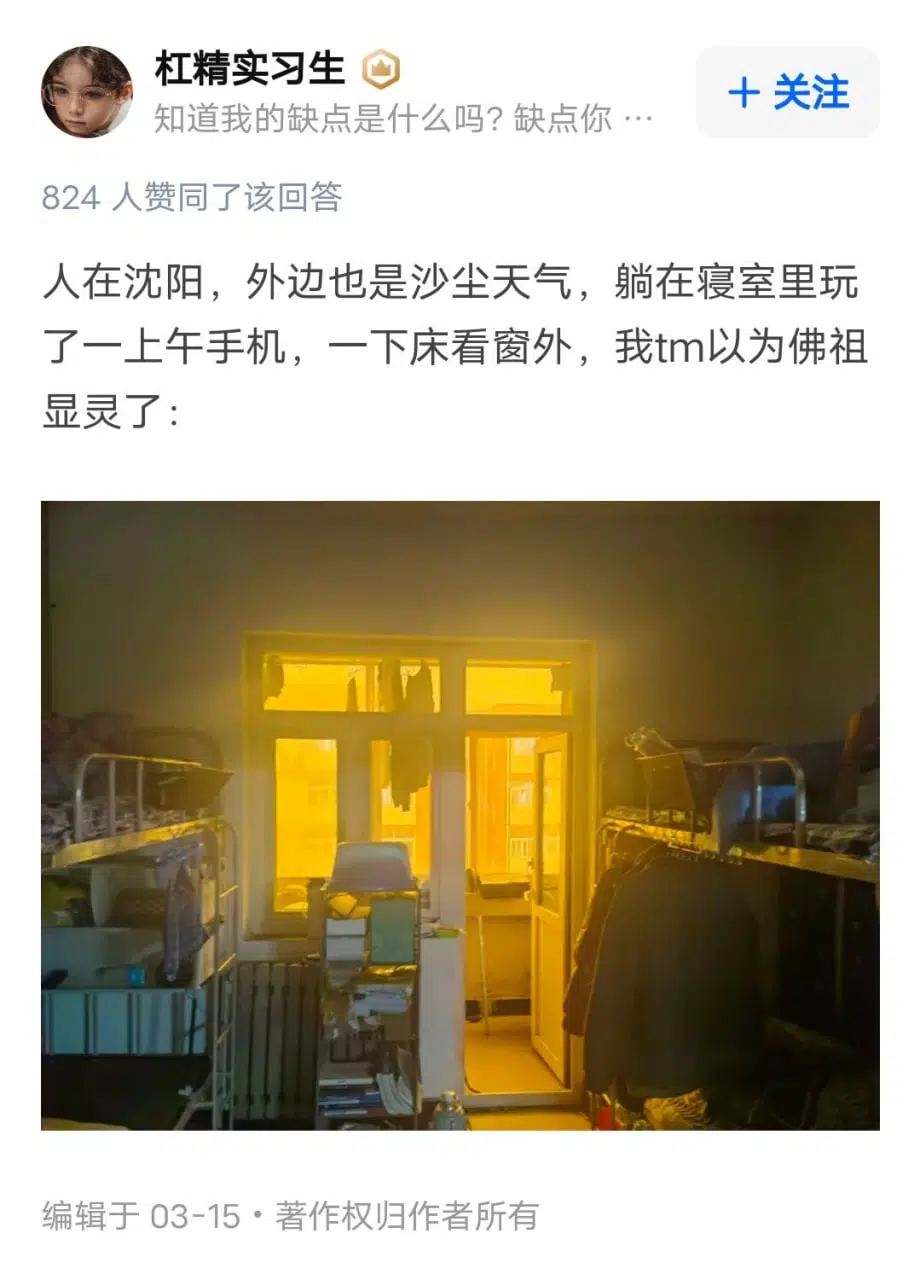 杠精实习生
+ 关注
知道我的缺点是什么吗? 缺点你 ···
824 人赞同了该回答
人在沈阳，外边也是沙尘天气，躺在寝室里玩
了一上午手机，一下床看窗外，我tm以为佛祖
显灵了：
编辑于 03-15・著作权归作者所有